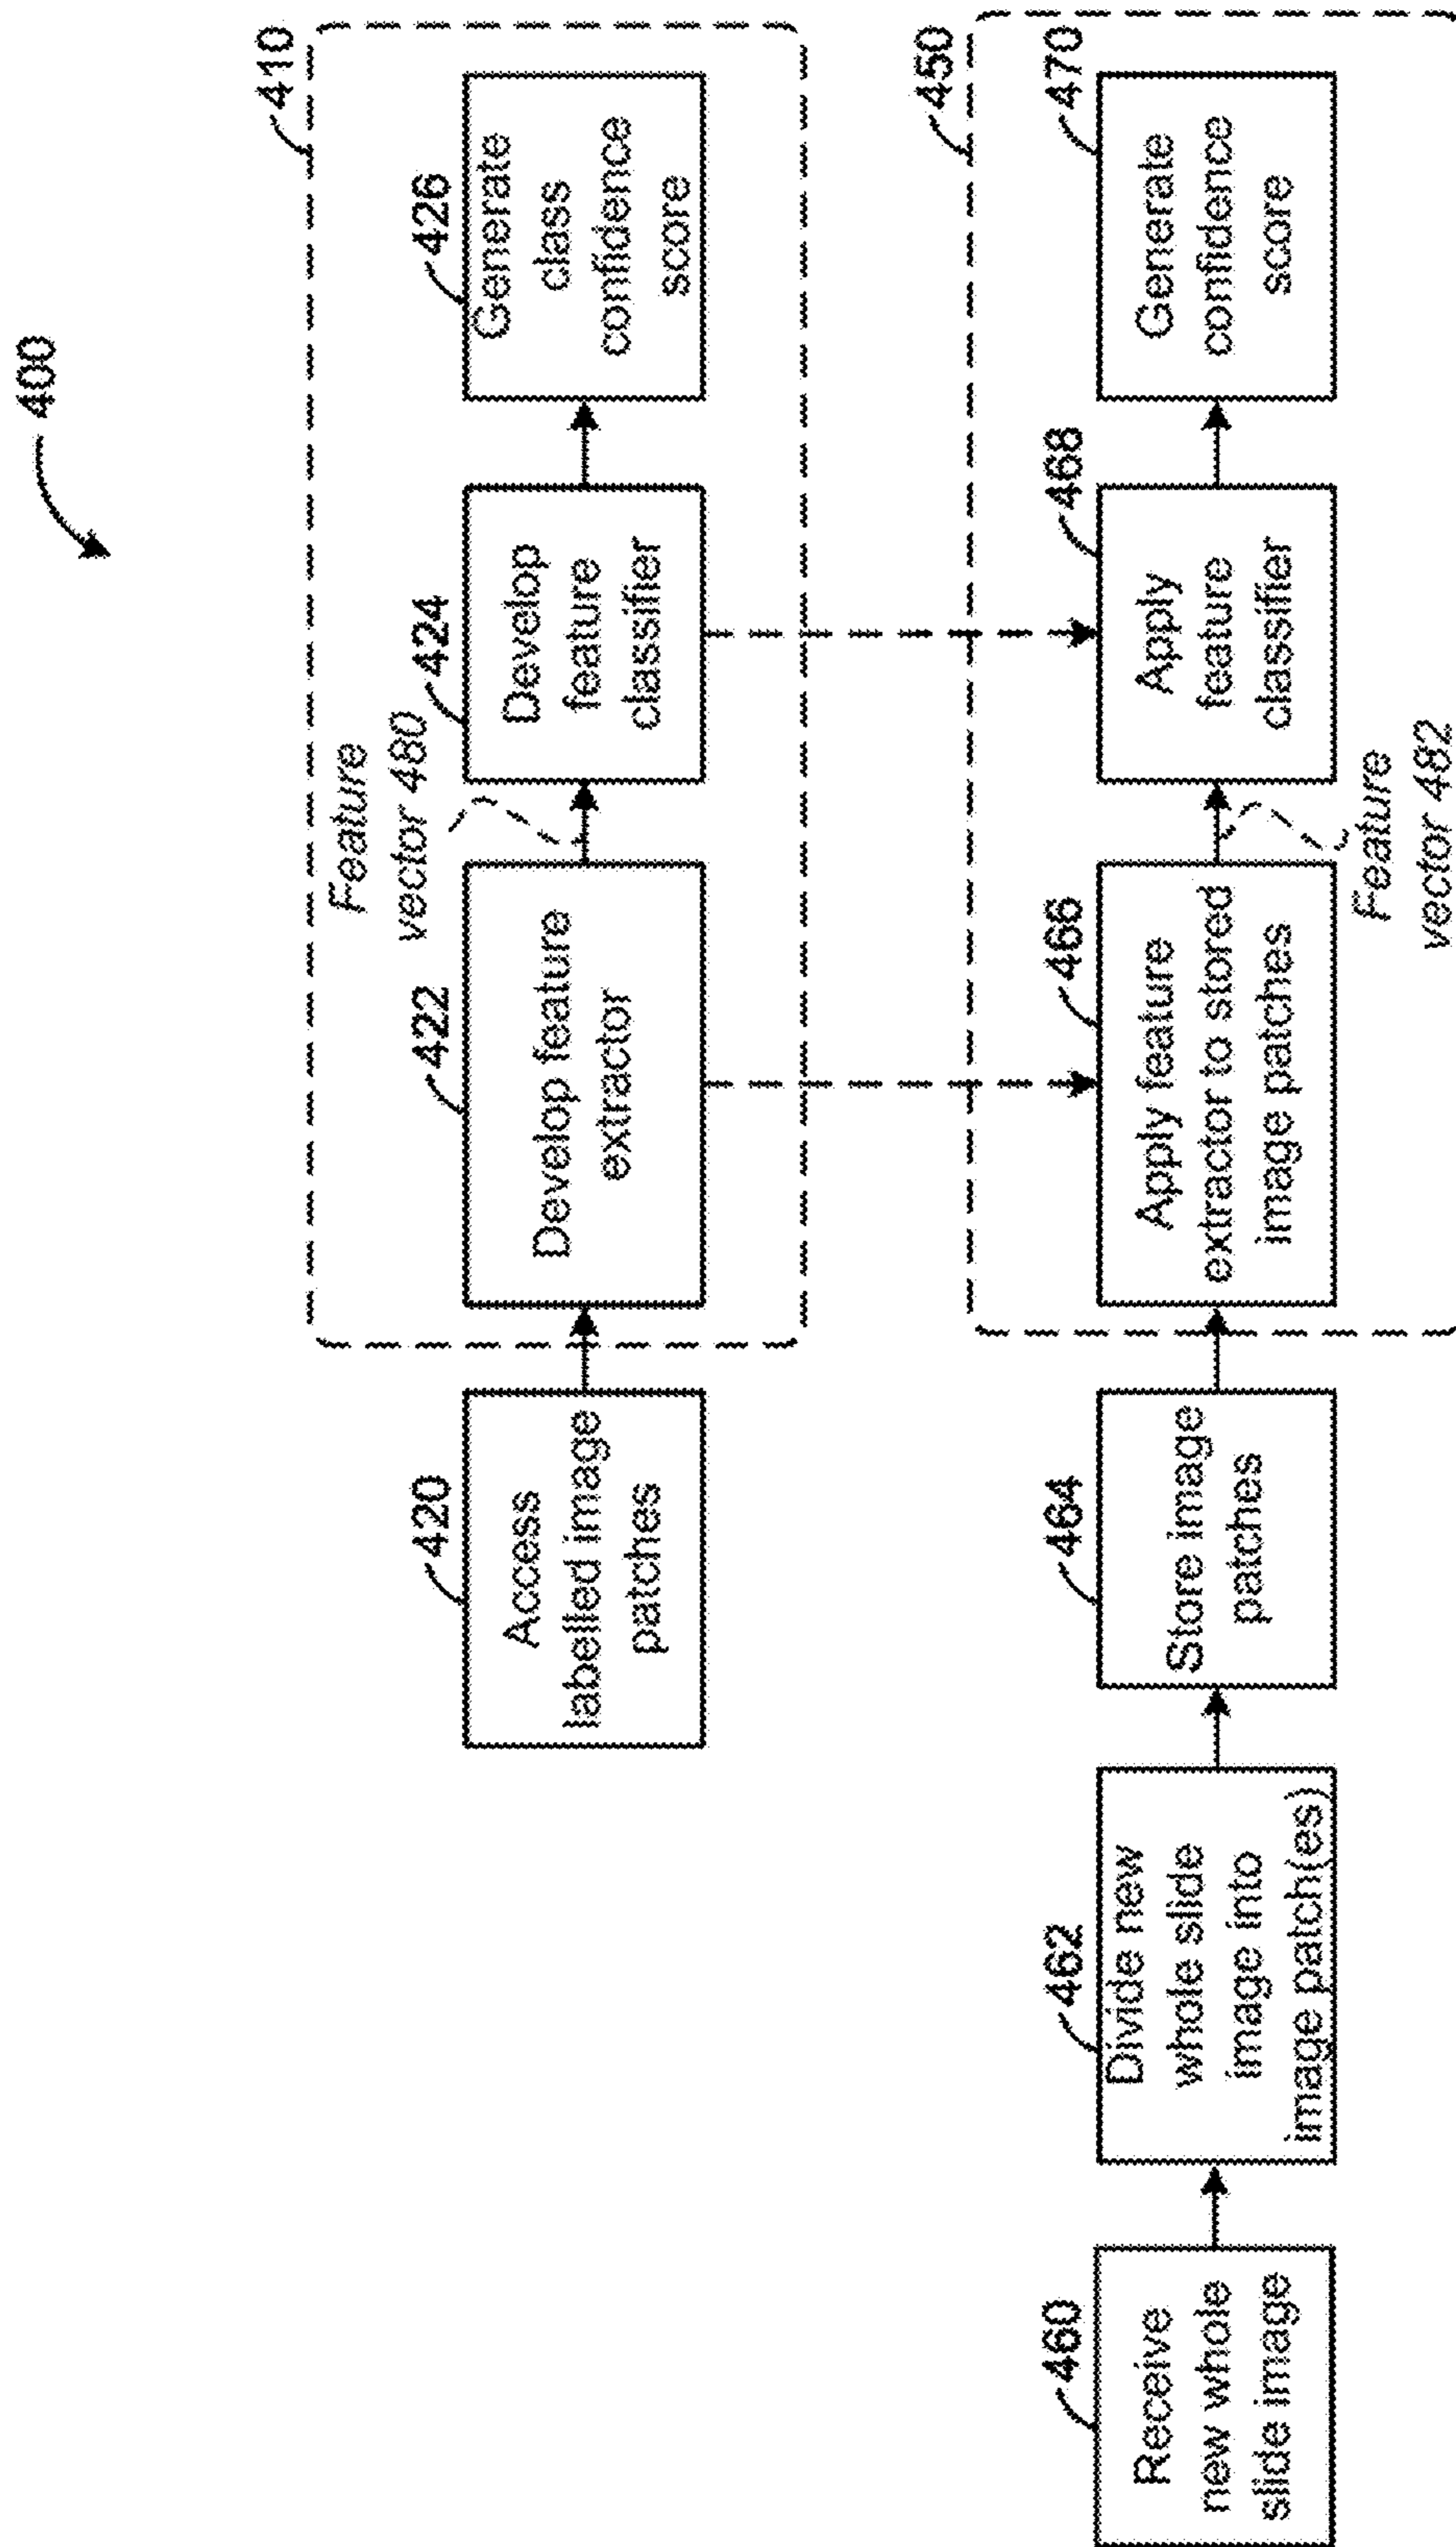 400
410
420
Access
labelled image
patches
422
Develop feature
extractor
Feature
vector 480
424
Develop
feature
classifier
426
Generate
class
confidence
score
450
460
Receive
new whole
slide image
462
Divide new
whole slide
image into
image patch(es)
464
Store image
patches
466
Apply feature
extractor to stored
image patches
Feature
vector 482
468
Apply
feature
classifier
470
Generate
confidence
score